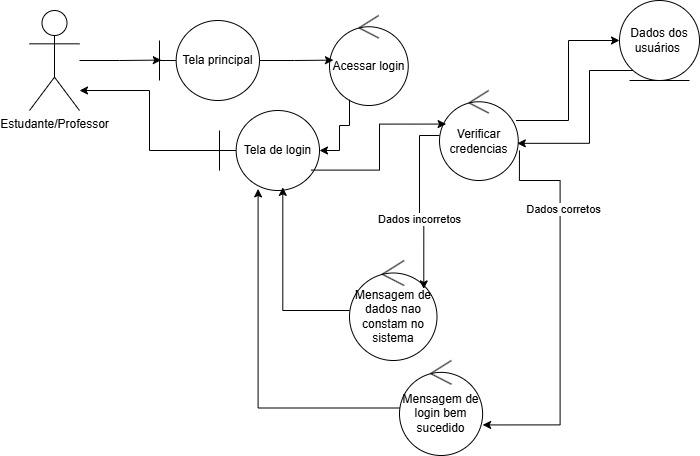 Estudante/Professor
Tela principal
Acessar login
Dados dos
usuários
Tela de login
Verificar
credencias
Dados incorretos
Dados corretos
Mensagem de
dados nao
constam no
sistema
Mensagem de
login bem
sucedido